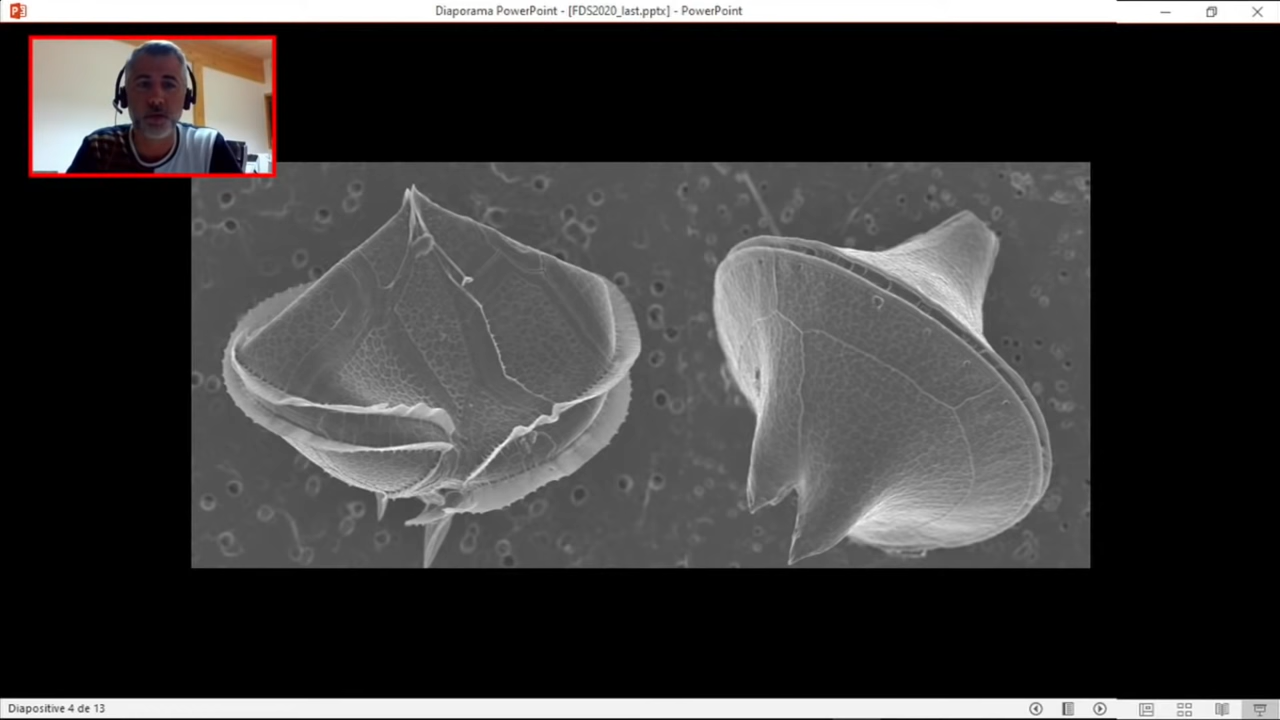 Diaporama PowerPoint - [FDS2020_last.pptx] - PowerPoint
Diapositive 4 de 13